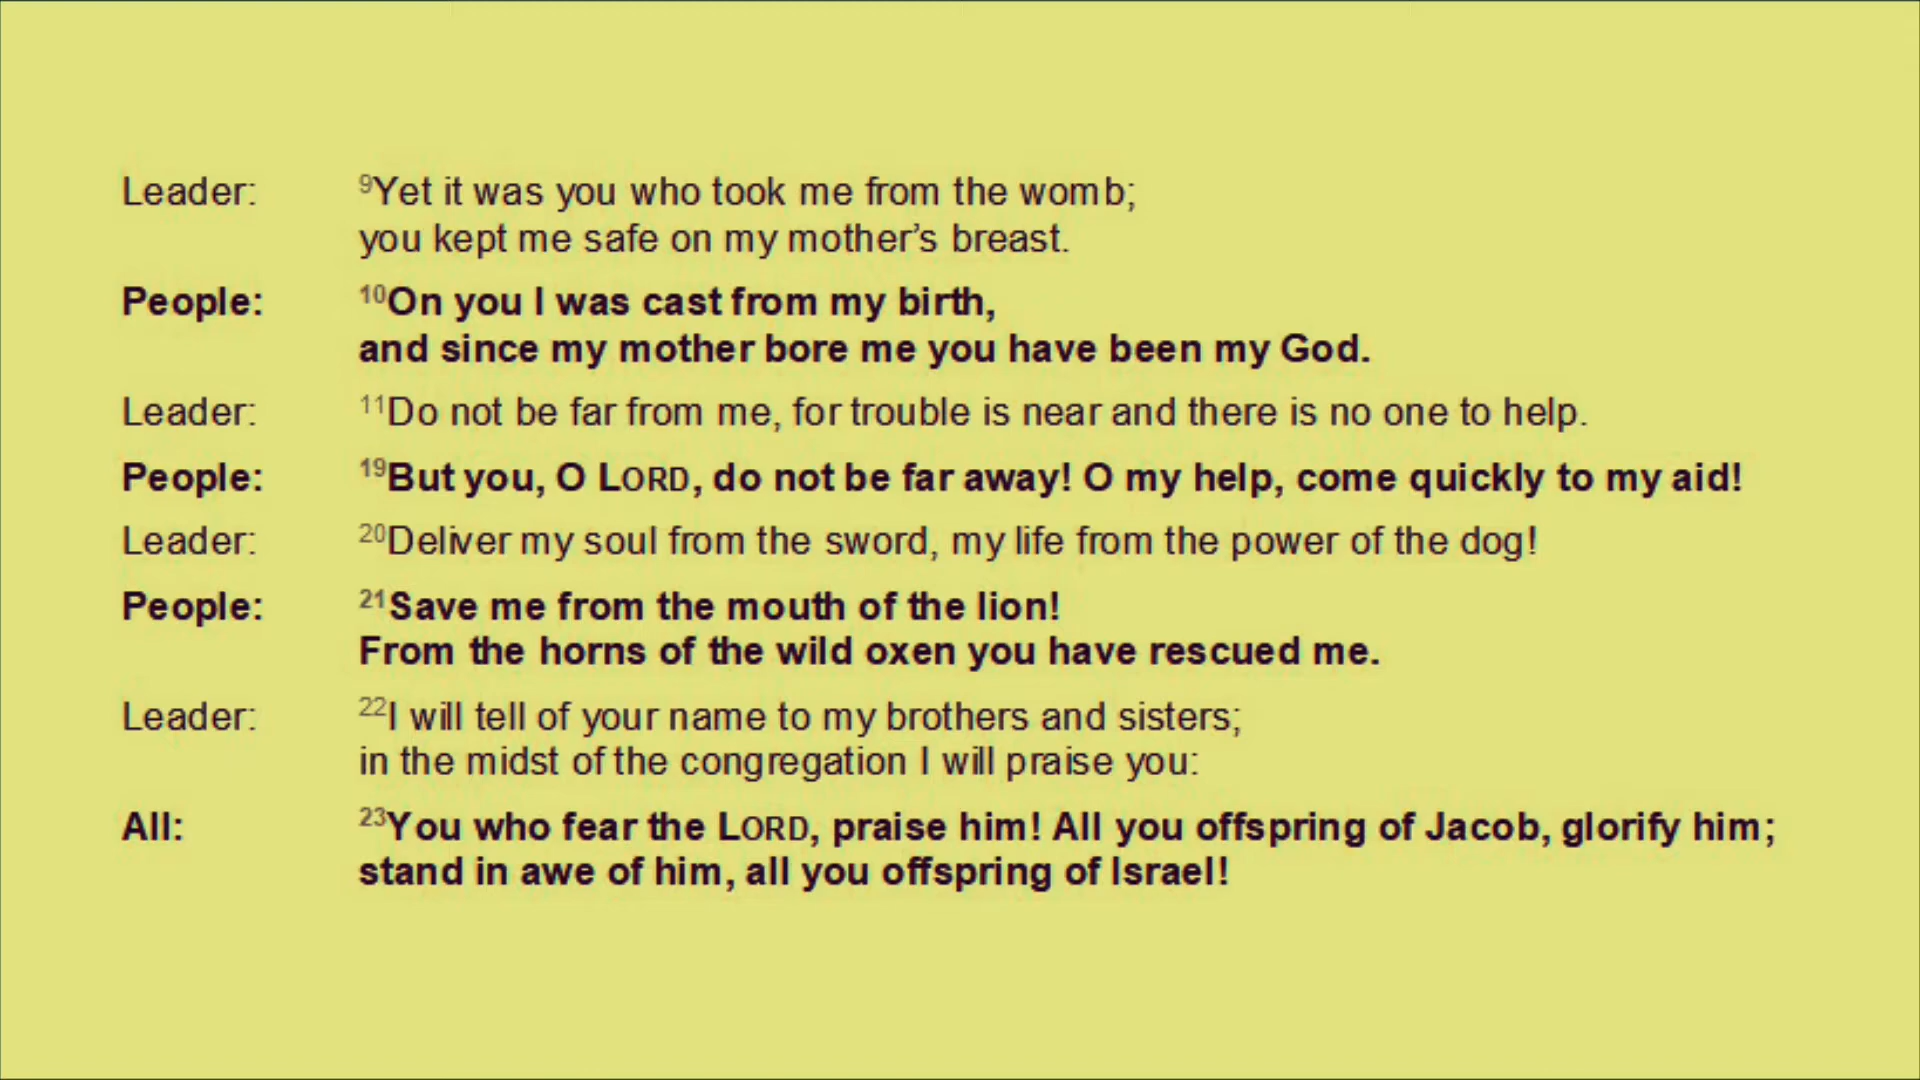 Leader: 9Yet it was you who took me from the womb;
you kept me safe on my mother’s breast.
People: 10On you I was cast from my birth,
and since my mother bore me you have been my God.
Leader: 11Do not be far from me, for trouble is near and there is no one to help.
People: 19But you, O LORD, do not be far away! O my help, come quickly to my aid!
Leader: 20Deliver my soul from the sword, my life from the power of the dog!
People: 21Save me from the mouth of the lion!
From the horns of the wild oxen you have rescued me.
Leader: 22I will tell of your name to my brothers and sisters;
in the midst of the congregation I will praise you:
All: 23You who fear the LORD, praise him! All you offspring of Jacob, glorify him;
stand in awe of him, all you offspring of Israel!